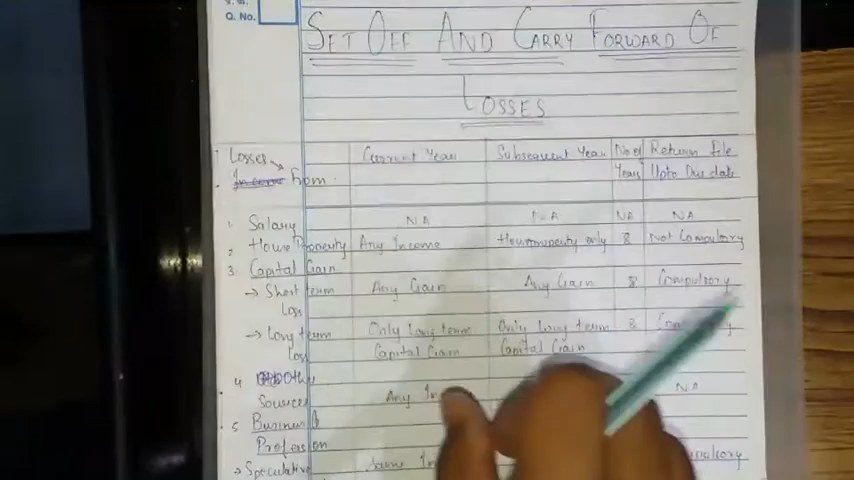 Q. No.
SET OFF AND CARRY FORWARD OF
LOSSES
Losses Current Year Subsequent Year No of Return file
from Years Upto Due date
1. Salary NA NA NA NA
2 House Property Any Income Houseproperty only 8 Not Compulsory
3. Capital Gain
→ Short term Any Gain Any Gain 8 Compulsory
Loss
→ Long term Only Long term Only Long term 8
Loss Capital Gain Capital Gain
4 Other
Sources Any NA
5 Business &
Profession
→ Speculative Same